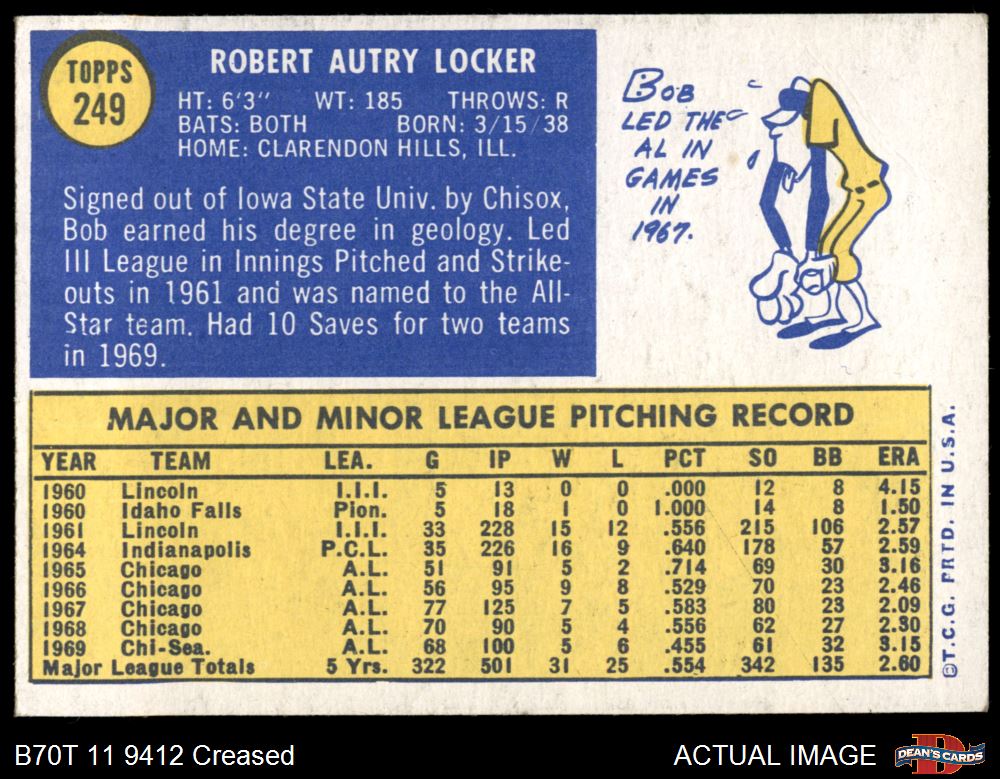 TOPPS
249
ROBERT AUTRY LOCKER
HT: 6'3" WT: 185 THROWS: R
BATS: BOTH BORN: 3/15/38
HOME: CLARENDON HILLS, ILL.
Signed out of Iowa State Univ. by Chisox,
Bob earned his degree in geology. Led
III League in Innings Pitched and Strike-
outs in 1961 and was named to the All-
Star team. Had 10 Saves for two teams
in 1969.
BOB
LED THE
AL IN
GAMES
IN
1967.
MAJOR AND MINOR LEAGUE PITCHING RECORD
YEAR TEAM LEA. G IP W L PCT SO BB ERA
1960 Lincoln I.I.I. 5 13 0 0 .000 12 8 4.15
1960 Idaho Falls Pion. 5 18 1 0 1.000 14 8 1.50
1961 Lincoln I.I.I. 33 228 15 12 .556 215 106 2.57
1964 Indianapolis P.C.L. 35 226 16 9 .640 178 57 2.59
1965 Chicago A.L. 51 91 5 2 .714 69 30 3.16
1966 Chicago A.L. 56 95 9 8 .529 70 23 2.46
1967 Chicago A.L. 77 125 7 5 .583 80 23 2.09
1968 Chicago A.L. 70 90 5 4 .556 62 27 2.30
1969 Chi-Sea. A.L. 68 100 5 6 .455 61 32 3.15
Major League Totals 5 Yrs. 322 501 31 25 .554 342 135 2.60
©T.C.G. PRTD. IN U.S.A.
B70T 11 9412 Creased
ACTUAL IMAGE
D
DEAN'S CARDS